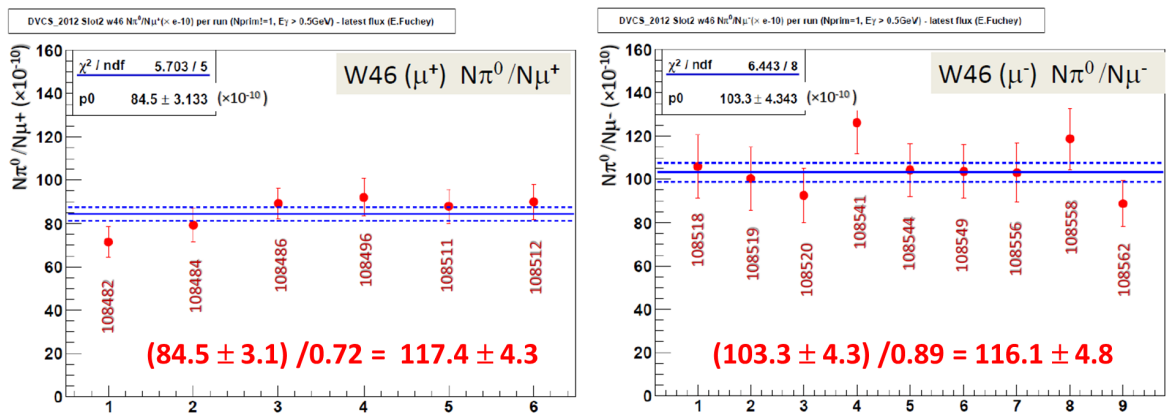 DVCS_2012 Slot2 w46 Nπ⁰/Nμ⁺(× e-10) per run (Nprim!=1, Eγ > 0.5GeV) - latest flux (E.Fuchey)
Nπ⁰/Nμ+ (×10⁻¹⁰)
160
140
120
100
80
60
40
20
0
χ² / ndf 5.703 / 5
p0 84.5 ± 3.133 (×10⁻¹⁰)
W46 (μ⁺) Nπ⁰/Nμ⁺
108482
108484
108486
108496
108511
108512
(84.5 ± 3.1) /0.72 = 117.4 ± 4.3
1 2 3 4 5 6
DVCS_2012 Slot2 w46 Nπ⁰/Nμ⁻(× e-10) per run (Nprim=1, Eγ > 0.5GeV) - latest flux (E.Fuchey)
Nπ⁰/Nμ- (×10⁻¹⁰)
160
140
120
100
80
60
40
20
0
χ² / ndf 6.443 / 8
p0 103.3 ± 4.343 (×10⁻¹⁰)
W46 (μ-) Nπ⁰/Nμ-
108518
108519
108520
108541
108544
108549
108556
108558
108562
(103.3 ± 4.3) /0.89 = 116.1 ± 4.8
1 2 3 4 5 6 7 8 9